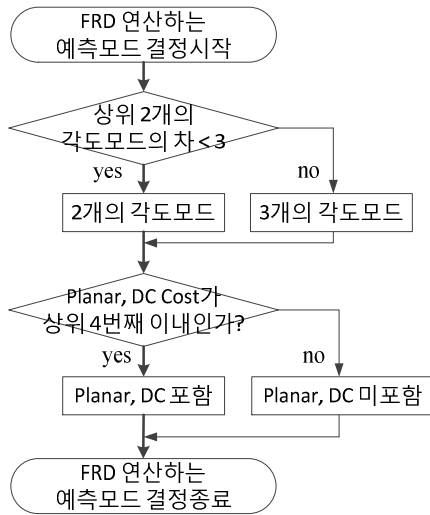 FRD 연산하는
예측모드 결정시작
상위 2개의
각도모드의 차 < 3
yes
no
2개의 각도모드
3개의 각도모드
Planar, DC Cost가
상위 4번째 이내인가?
yes
no
Planar, DC 포함
Planar, DC 미포함
FRD 연산하는
예측모드 결정종료